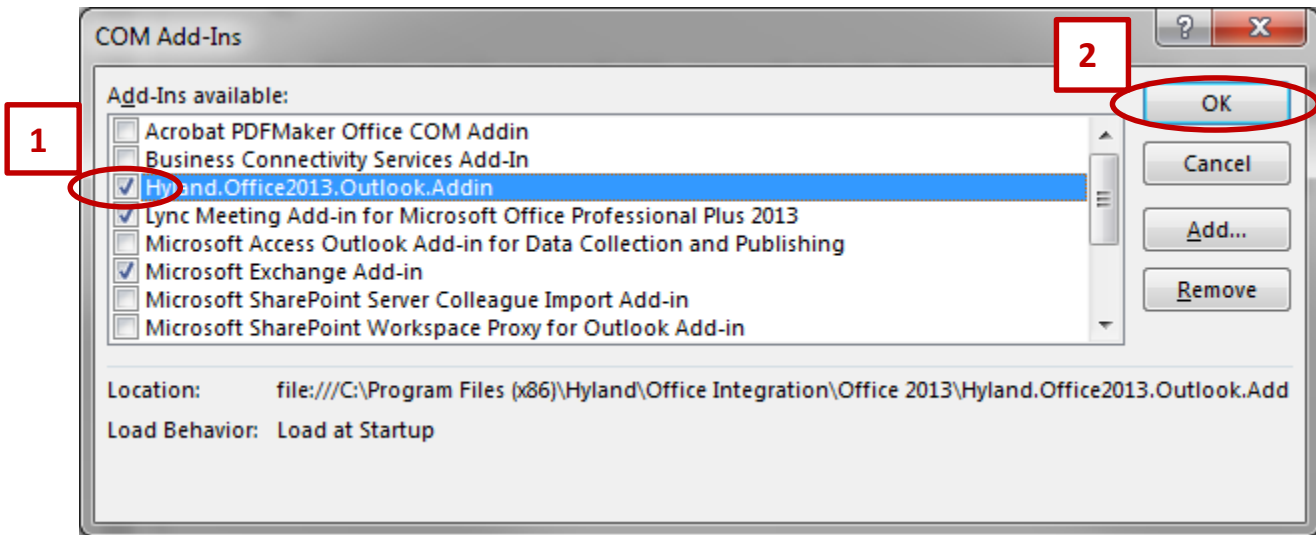 COM Add-Ins
?
X
2
Add-Ins available:
OK
1
Acrobat PDFMaker Office COM Addin
Business Connectivity Services Add-In
Cancel
Hyland.Office2013.Outlook.Addin
Lync Meeting Add-in for Microsoft Office Professional Plus 2013
Add...
Microsoft Access Outlook Add-in for Data Collection and Publishing
Microsoft Exchange Add-in
Remove
Microsoft SharePoint Server Colleague Import Add-in
Microsoft SharePoint Workspace Proxy for Outlook Add-in
Location: file:///C:\Program Files (x86)\Hyland\Office Integration\Office 2013\Hyland.Office2013.Outlook.Add
Load Behavior: Load at Startup